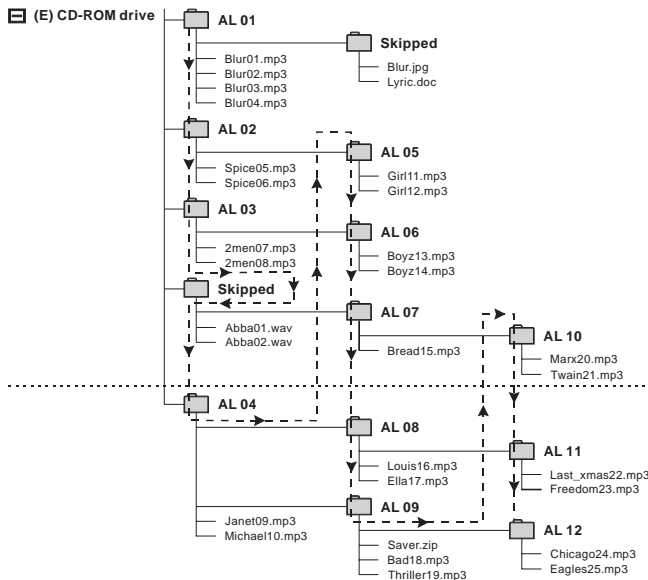 (E) CD-ROM drive
AL 01
Blur01.mp3
Blur02.mp3
Blur03.mp3
Blur04.mp3
Skipped
Blur.jpg
Lyric.doc
AL 02
Spice05.mp3
Spice06.mp3
AL 05
Girl11.mp3
Girl12.mp3
AL 03
2men07.mp3
2men08.mp3
AL 06
Boyz13.mp3
Boyz14.mp3
Skipped
Abba01.wav
Abba02.wav
AL 07
Bread15.mp3
AL 10
Marx20.mp3
Twain21.mp3
AL 04
Janet09.mp3
Michael10.mp3
AL 08
Louis16.mp3
Ella17.mp3
AL 11
Last_xmas22.mp3
Freedom23.mp3
AL 09
Saver.zip
Bad18.mp3
Thriller19.mp3
AL 12
Chicago24.mp3
Eagles25.mp3